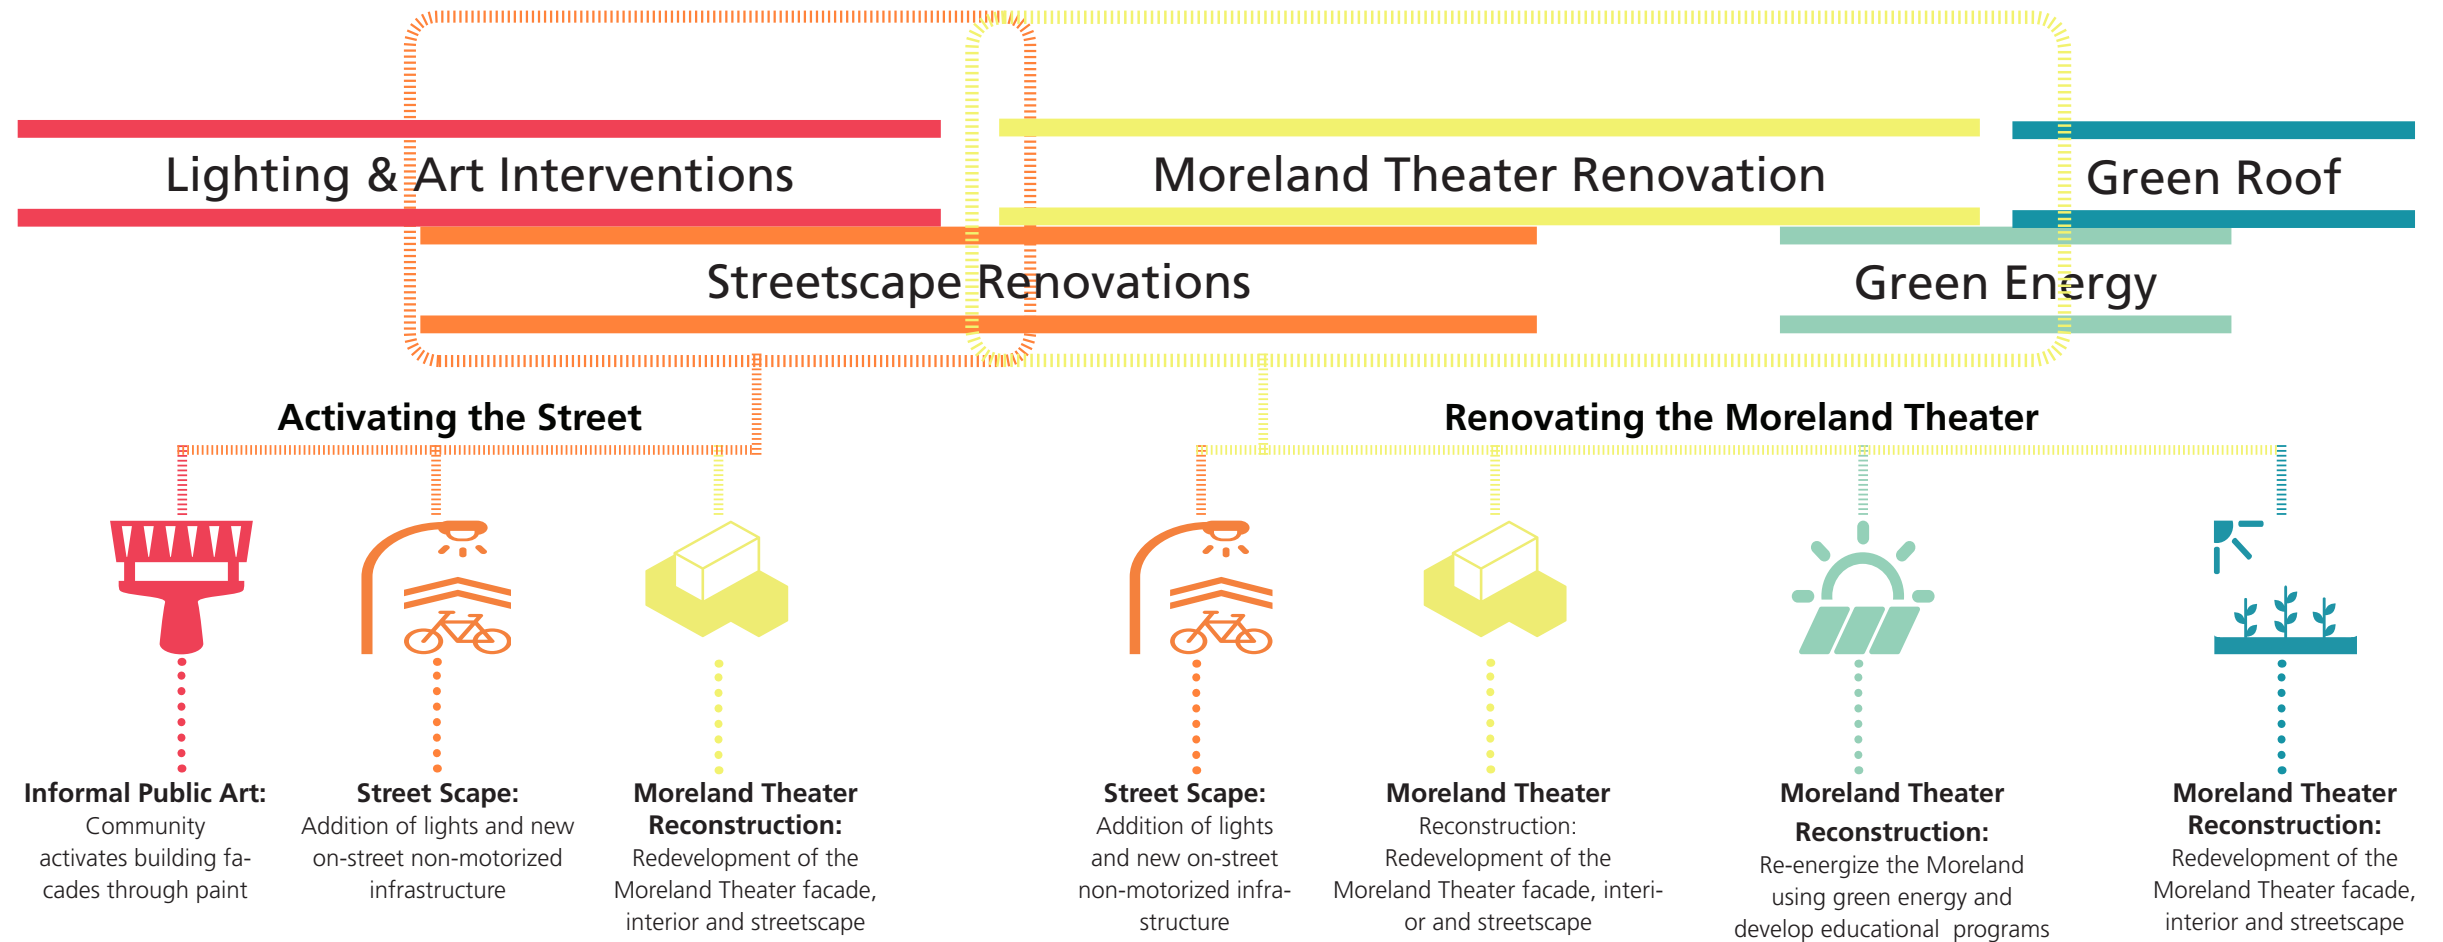 Lighting & Art Interventions
Moreland Theater Renovation
Green Roof
Streetscape Renovations
Green Energy
Activating the Street
Renovating the Moreland Theater
Informal Public Art:
Community
activates building fa-
cades through paint
Street Scape:
Addition of lights and new
on-street non-motorized
infrastructure
Moreland Theater
Reconstruction:
Redevelopment of the
Moreland Theater facade,
interior and streetscape
Street Scape:
Addition of lights
and new on-street
non-motorized infra-
structure
Moreland Theater
Reconstruction:
Redevelopment of the
Moreland Theater facade, interi-
or and streetscape
Moreland Theater
Reconstruction:
Re-energize the Moreland
using green energy and
develop educational programs
Moreland Theater
Reconstruction:
Redevelopment of the
Moreland Theater facade,
interior and streetscape